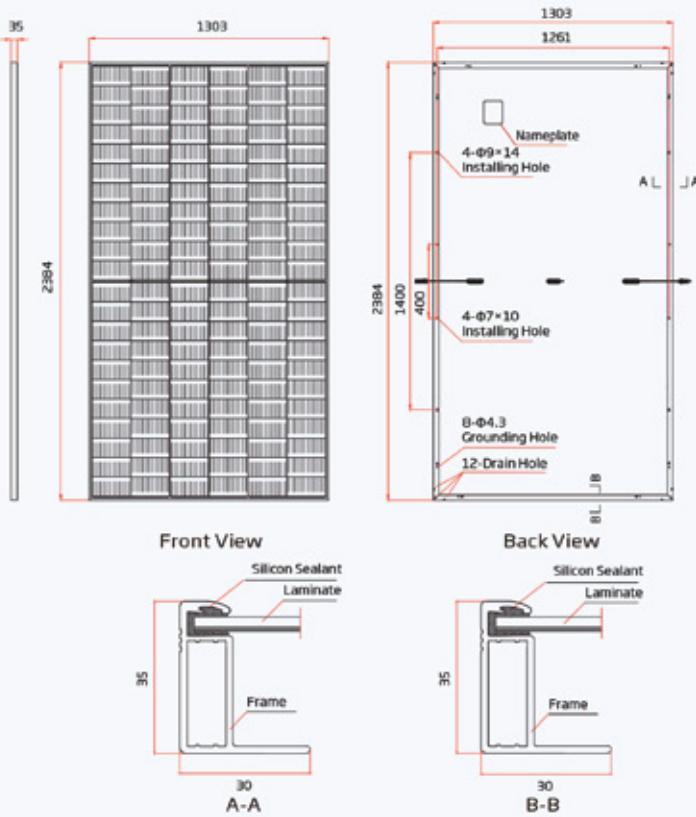 35
1303
2384
Front View
1303
1261
Nameplate
4-Φ9×14
Installing Hole
A
A
2384
1400
400
4-Φ7×10
Installing Hole
8-Φ4.3
Grounding Hole
12-Drain Hole
B
B
Back View
Silicon Sealant
Laminate
35
Frame
30
A-A
Silicon Sealant
Laminate
35
Frame
30
B-B